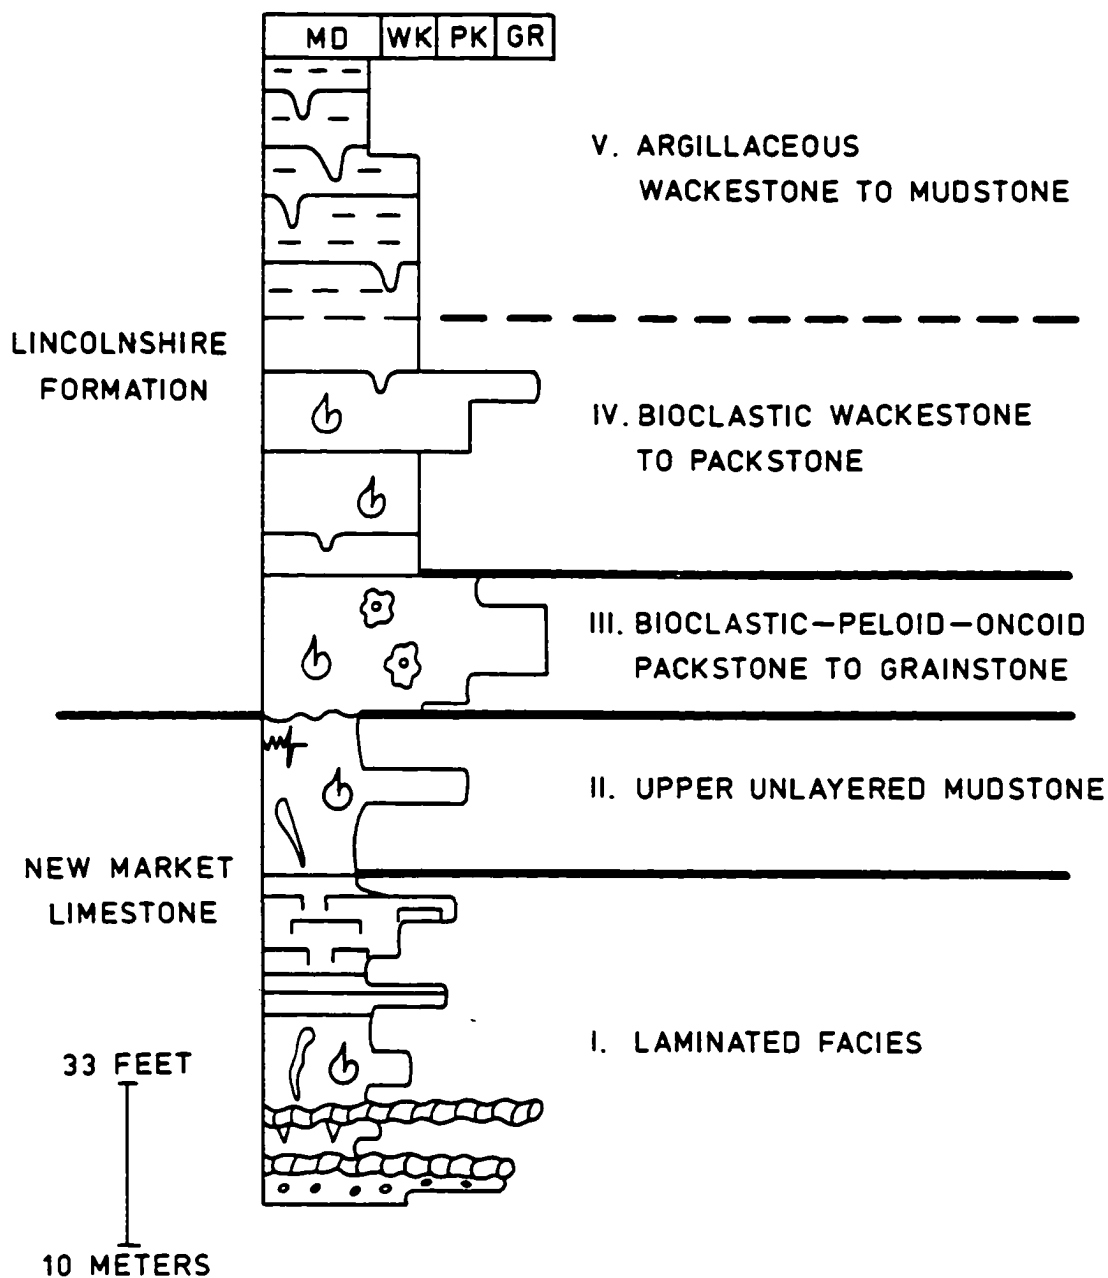 MD WK PK GR
V. ARGILLACEOUS
WACKESTONE TO MUDSTONE
LINCOLNSHIRE
FORMATION
IV. BIOCLASTIC WACKESTONE
TO PACKSTONE
III. BIOCLASTIC-PELOID-ONCOID
PACKSTONE TO GRAINSTONE
II. UPPER UNLAYERED MUDSTONE
NEW MARKET
LIMESTONE
I. LAMINATED FACIES
33 FEET
10 METERS